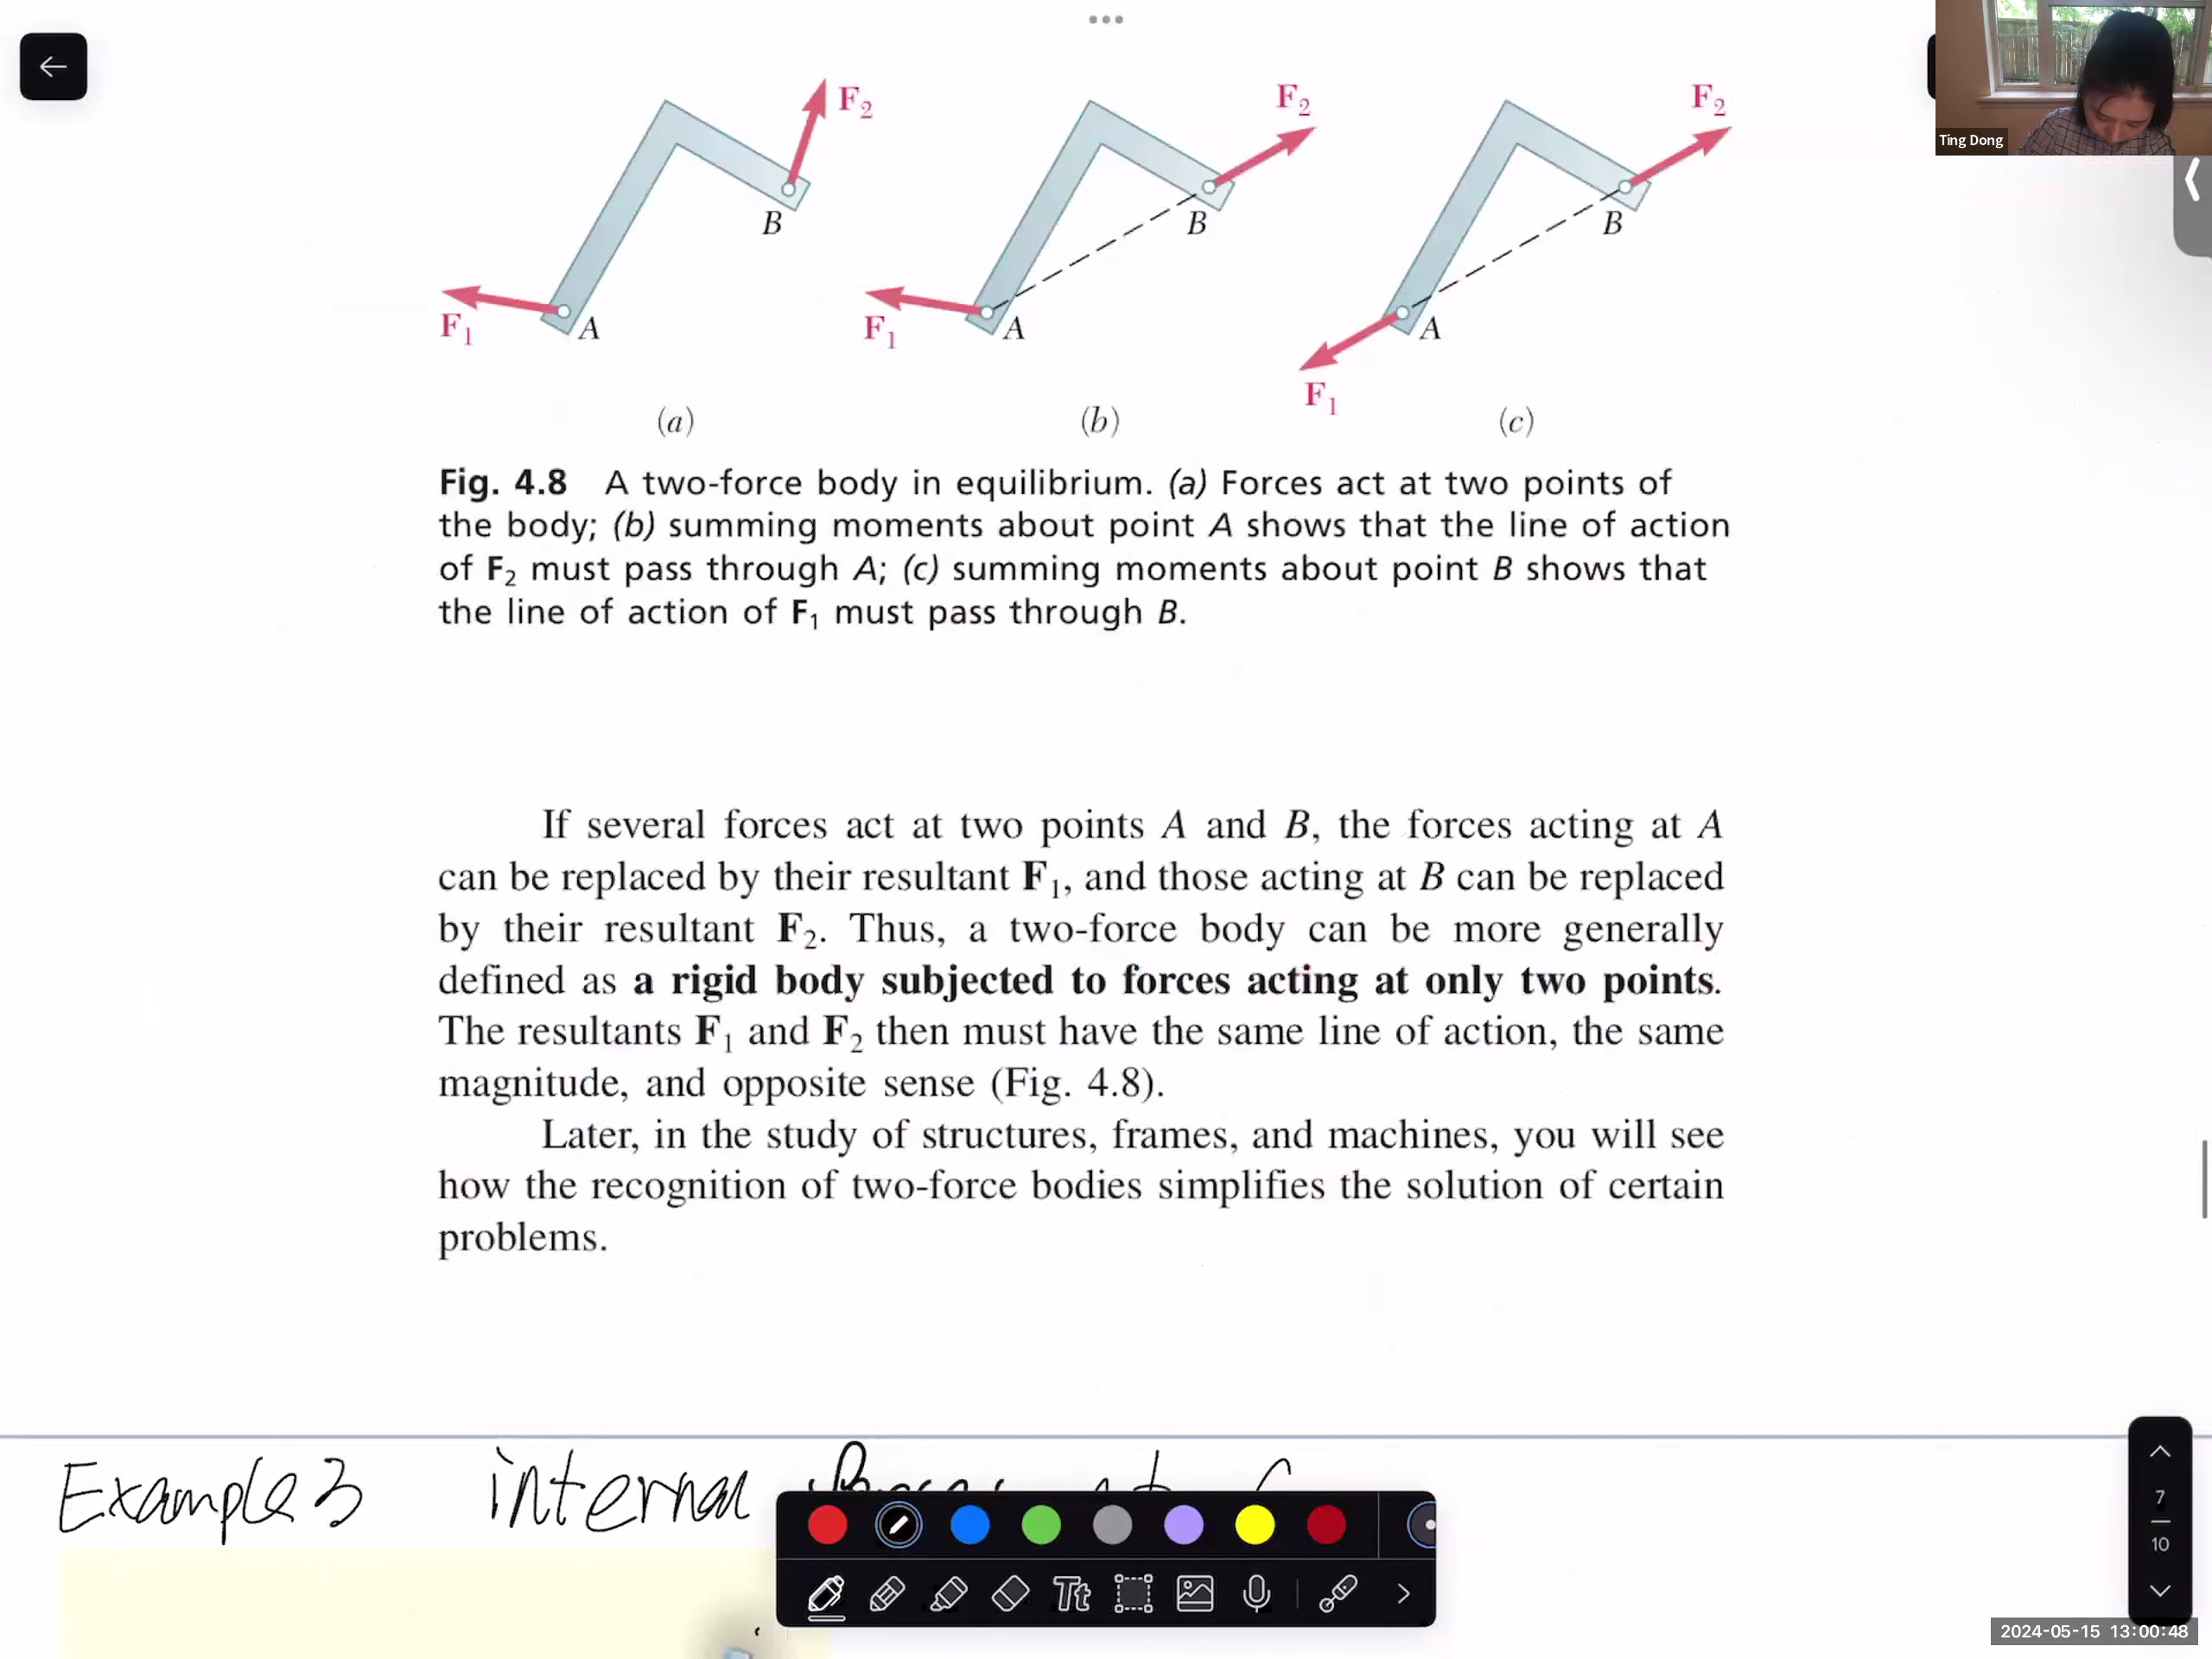 Ting Dong
F2
F2
F2
B
B
B
F1
A
F1
A
A
F1
(a)
(b)
(c)
Fig. 4.8 A two-force body in equilibrium. (a) Forces act at two points of
the body; (b) summing moments about point A shows that the line of action
of F2 must pass through A; (c) summing moments about point B shows that
the line of action of F1 must pass through B.
If several forces act at two points A and B, the forces acting at A
can be replaced by their resultant F1, and those acting at B can be replaced
by their resultant F2. Thus, a two-force body can be more generally
defined as a rigid body subjected to forces acting at only two points.
The resultants F1 and F2 then must have the same line of action, the same
magnitude, and opposite sense (Fig. 4.8).
Later, in the study of structures, frames, and machines, you will see
how the recognition of two-force bodies simplifies the solution of certain
problems.
Example 3 internal
Tt
7
10
2024-05-15 13:00:48